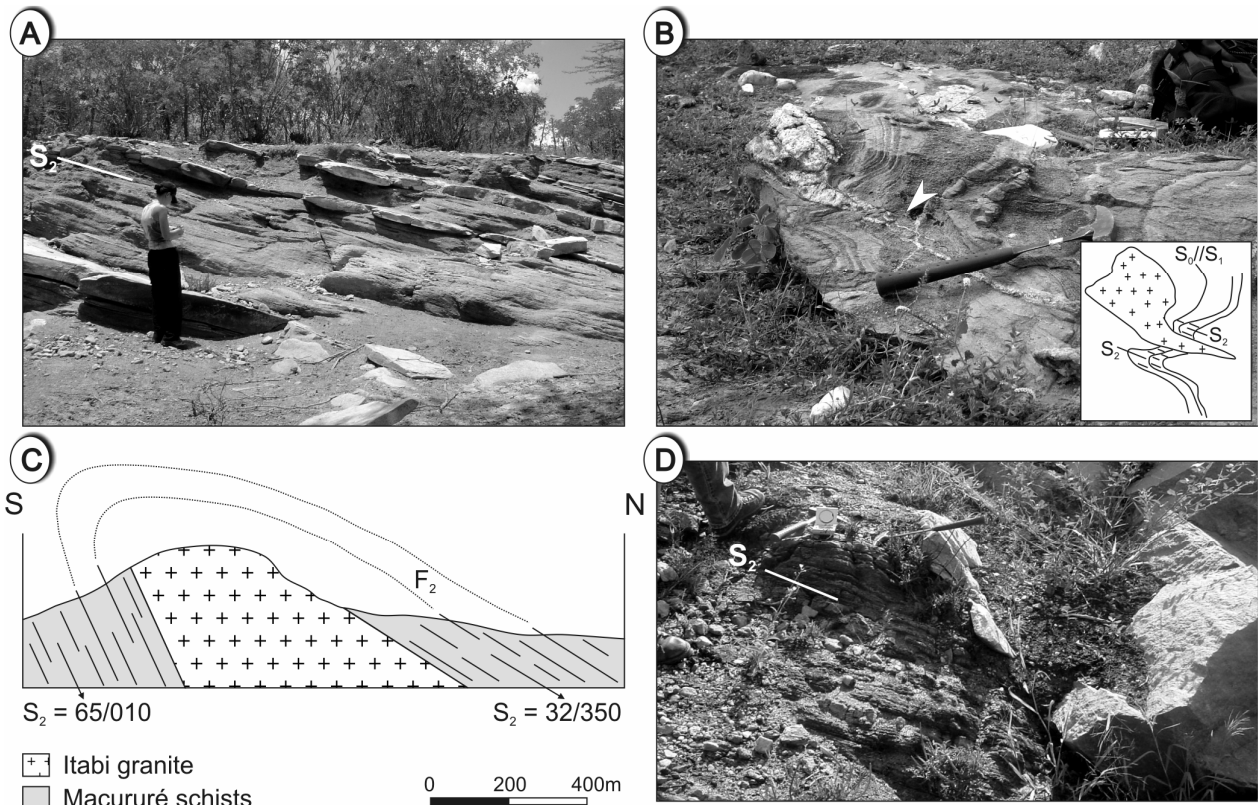 A
S₂
B
S₀//S₁
S₂
S₂
C
S
N
F₂
S₂ = 65/010
S₂ = 32/350
Itabi granite
Macururé schists
0 200 400m
D
S₂